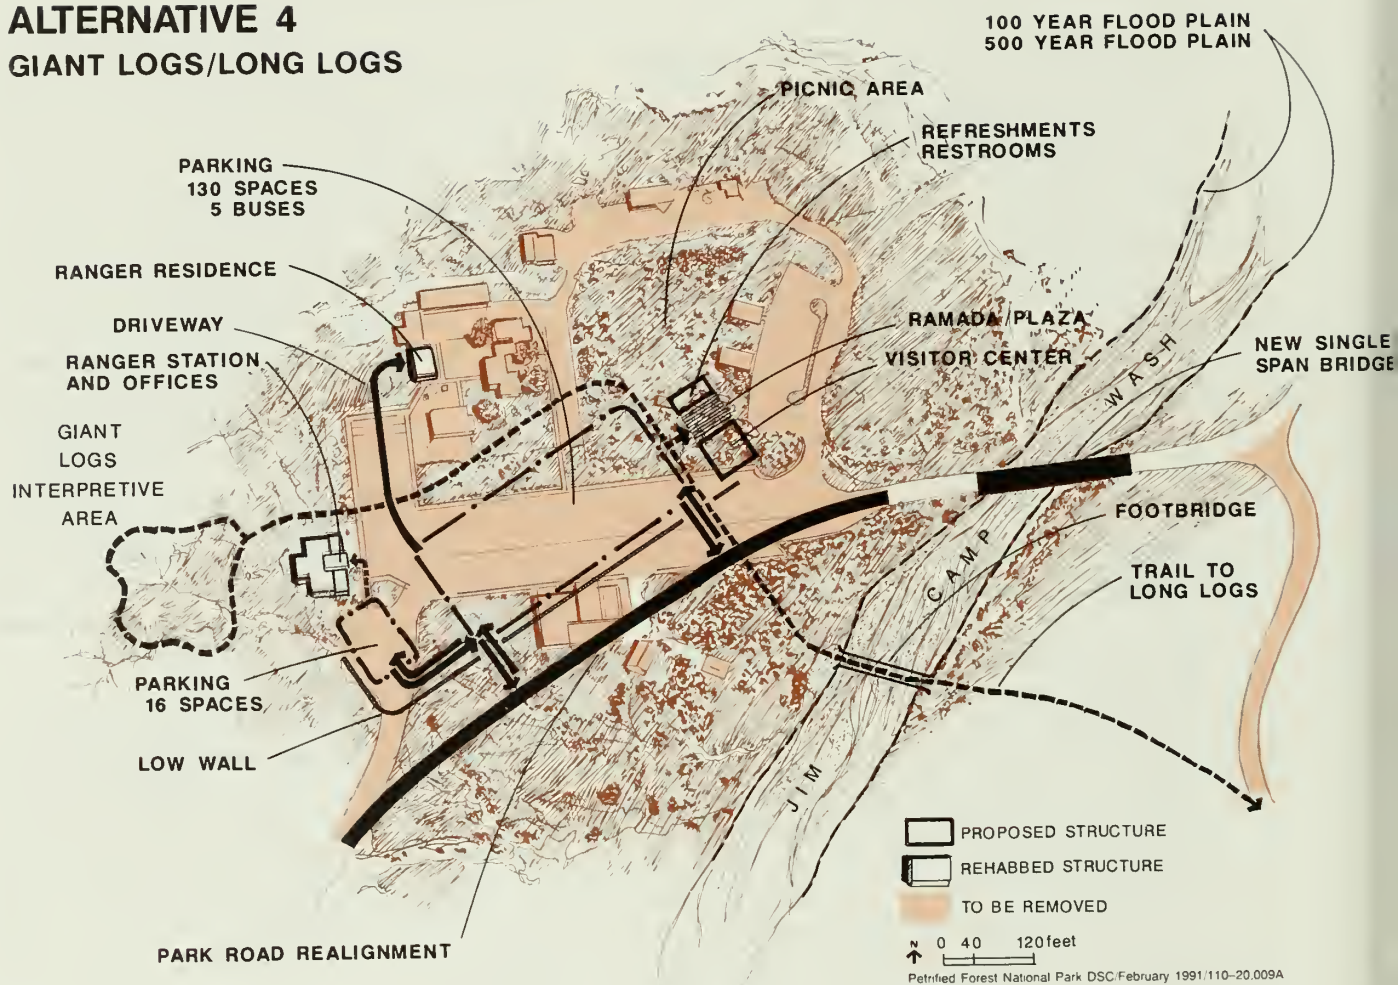 ALTERNATIVE 4
GIANT LOGS/LONG LOGS
100 YEAR FLOOD PLAIN
500 YEAR FLOOD PLAIN
PICNIC AREA
REFRESHMENTS
RESTROOMS
PARKING
130 SPACES
5 BUSES
RANGER RESIDENCE
DRIVEWAY
RANGER STATION
AND OFFICES
GIANT
LOGS
INTERPRETIVE
AREA
RAMADA/PLAZA
VISITOR CENTER
NEW SINGLE
SPAN BRIDGE
JIM CAMP WASH
FOOTBRIDGE
TRAIL TO
LONG LOGS
PARKING
16 SPACES
LOW WALL
PARK ROAD REALIGNMENT
PROPOSED STRUCTURE
REHABBED STRUCTURE
TO BE REMOVED
N
0 40 120 feet
Petrified Forest National Park DSC/February 1991/110-20,009A